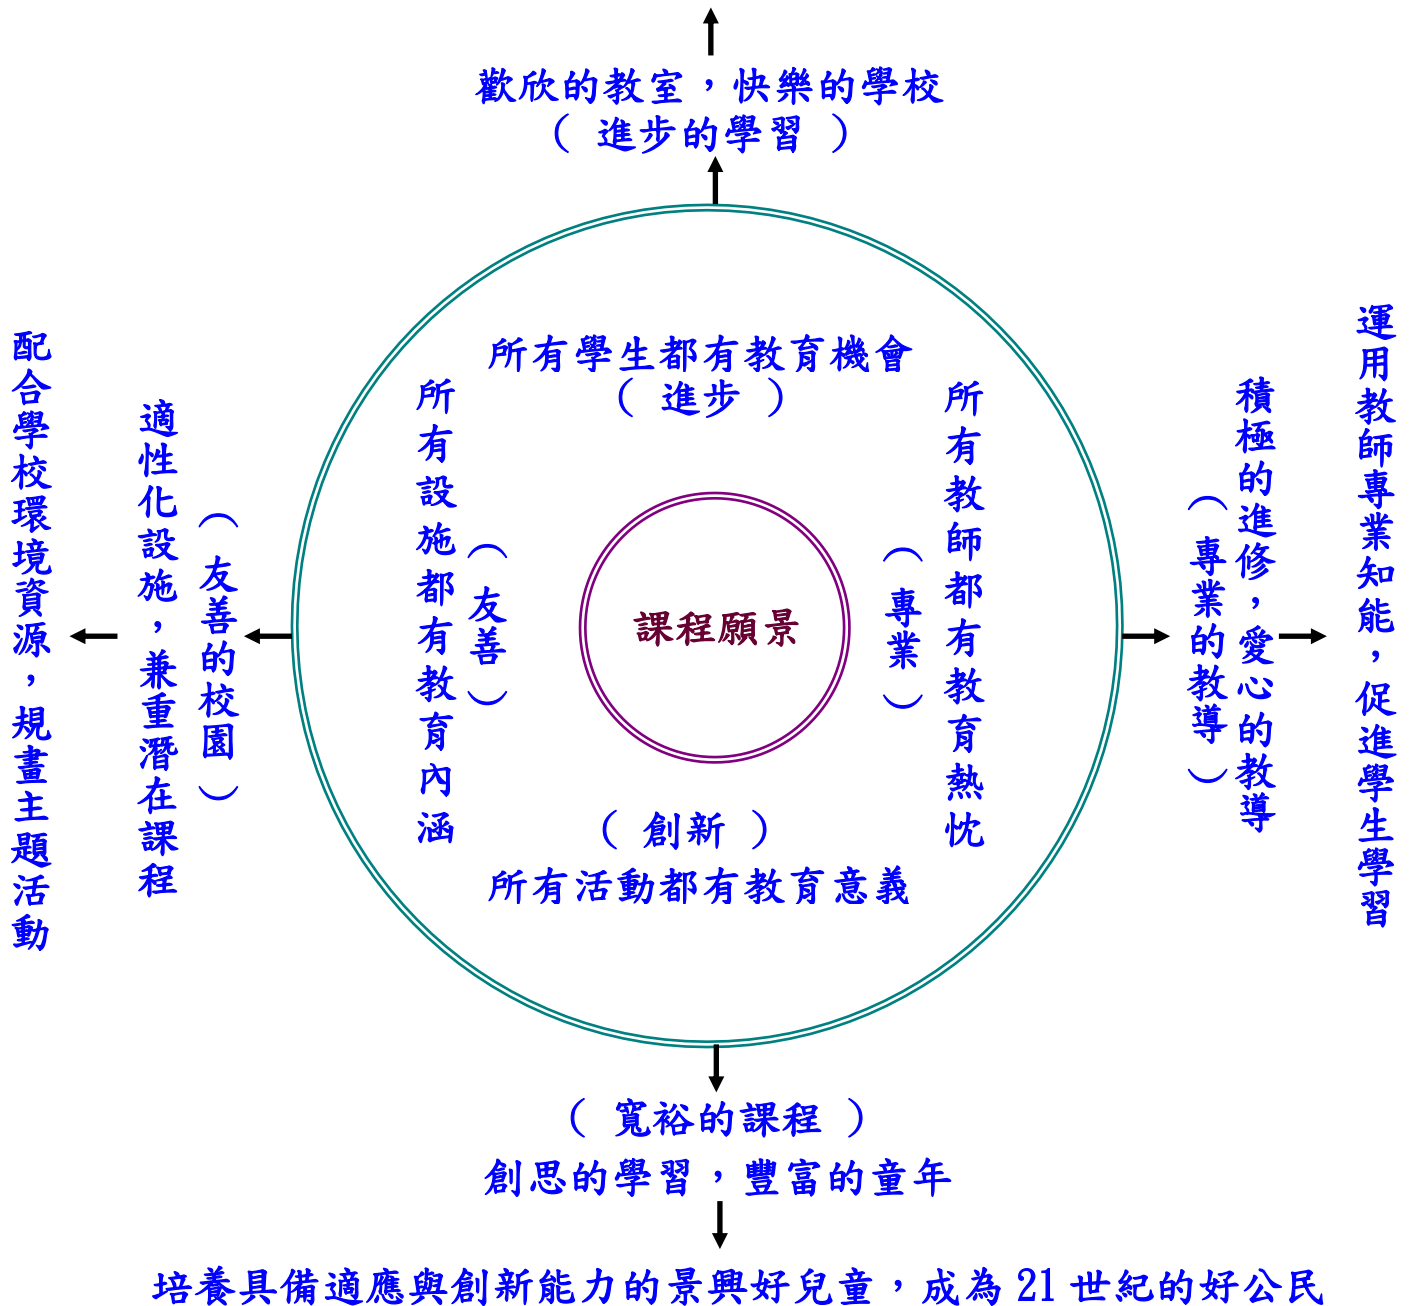 歡欣的教室，快樂的學校
（ 進步的學習 ）
所有學生都有教育機會
（ 進步 ）
配合學校環境資源，規畫主題活動
適性化設施，兼重潛在課程
（友善的校園）
所有設施都有教育內涵
（友善）
課程願景
（專業）
所有教師都有教育熱忱
（專業的教導）
積極的進修，愛心的教導
運用教師專業知能，促進學生學習
（ 創新 ）
所有活動都有教育意義
（ 寬裕的課程 ）
創思的學習，豐富的童年
培養具備適應與創新能力的景興好兒童，成為 21 世紀的好公民